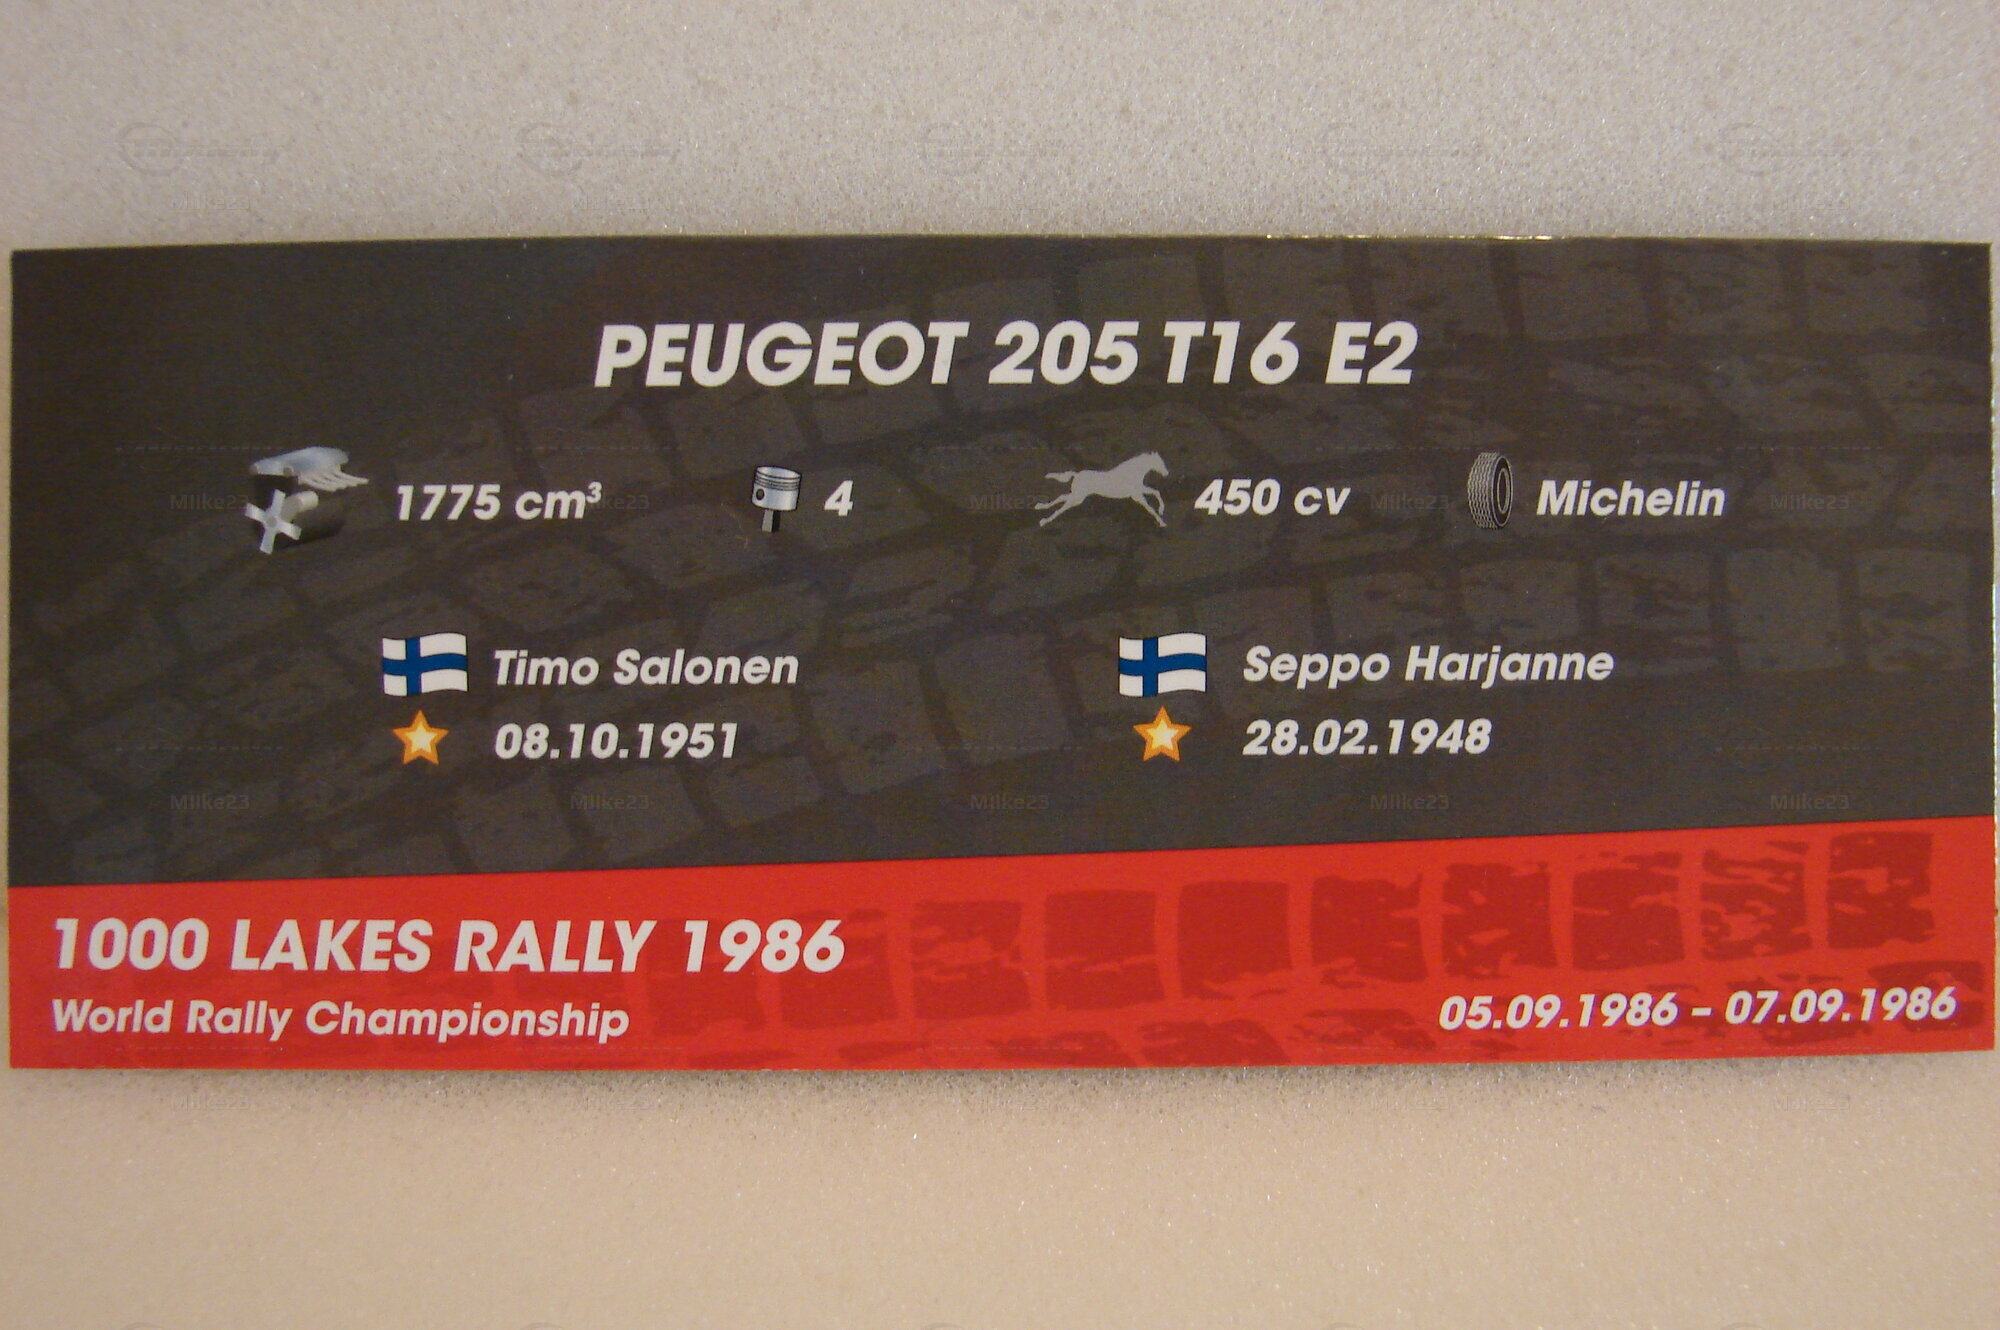 PEUGEOT 205 T16 E2
1775 cm³ 4 450 cv Michelin
Timo Salonen Seppo Harjanne
08.10.1951 28.02.1948
1000 LAKES RALLY 1986
World Rally Championship 05.09.1986 – 07.09.1986
MIike23